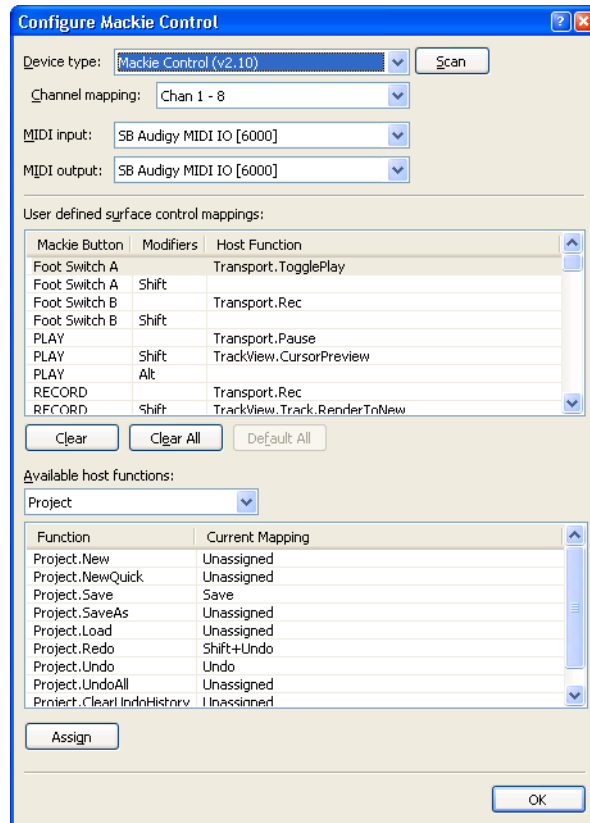 Configure Mackie Control
Device type: Mackie Control (v2.10) Scan
Channel mapping: Chan 1 - 8
MIDI input: SB Audigy MIDI IO [6000]
MIDI output: SB Audigy MIDI IO [6000]
User defined surface control mappings:
Mackie Button Modifiers Host Function
Foot Switch A Transport.TogglePlay
Foot Switch A Shift
Foot Switch B Transport.Rec
Foot Switch B Shift
PLAY Transport.Pause
PLAY Shift TrackView.CursorPreview
PLAY Alt
RECORD Transport.Rec
RECORD Shift TrackView.Track.RenderToNew
Clear Clear All Default All
Available host functions:
Project
Function Current Mapping
Project.New Unassigned
Project.NewQuick Unassigned
Project.Save Save
Project.SaveAs Unassigned
Project.Load Unassigned
Project.Redo Shift+Undo
Project.Undo Undo
Project.UndoAll Unassigned
Project.ClearUndoHistory Unassigned
Assign
OK